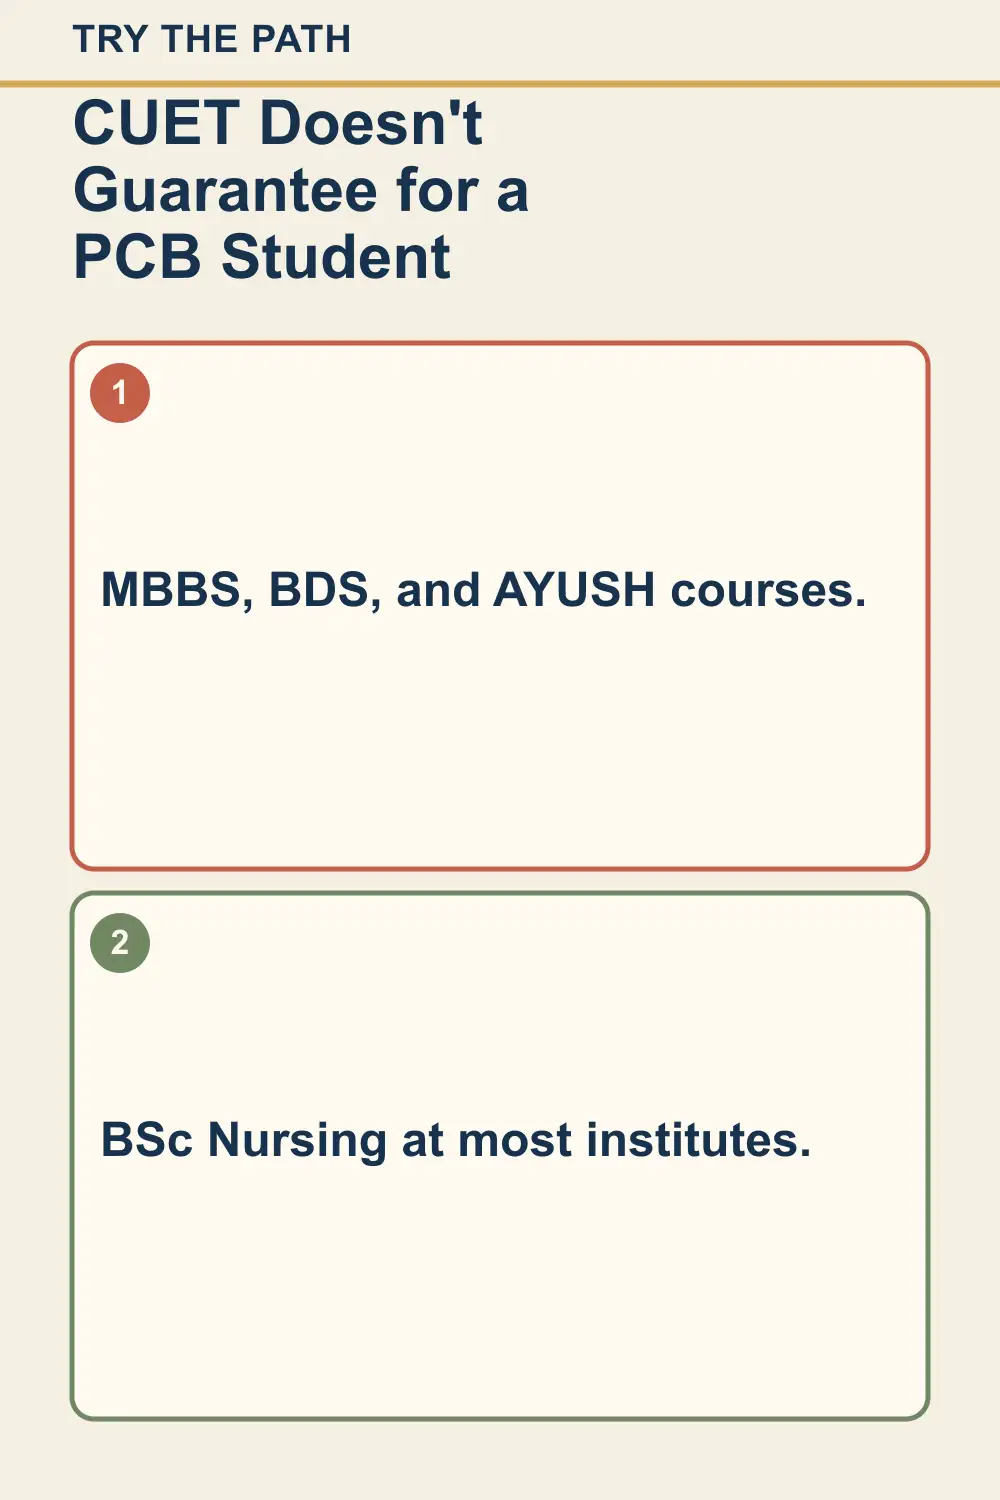 TRY THE PATH
CUET Doesn't
Guarantee for a
PCB Student
1
MBBS, BDS, and AYUSH courses.
2
BSc Nursing at most institutes.